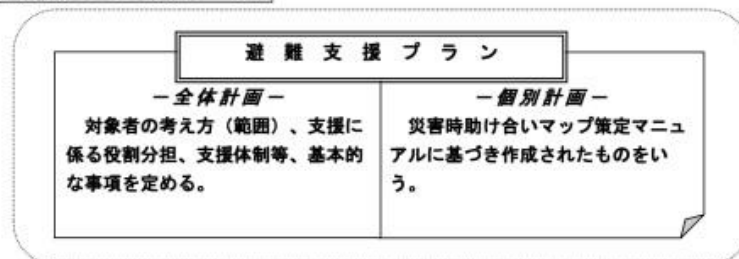 避難支援プラン
－全体計画－
対象者の考え方（範囲）、支援に
係る役割分担、支援体制等、基本的
な事項を定める。
－個別計画－
災害時助け合いマップ策定マニュ
アルに基づき作成されたものをい
う。